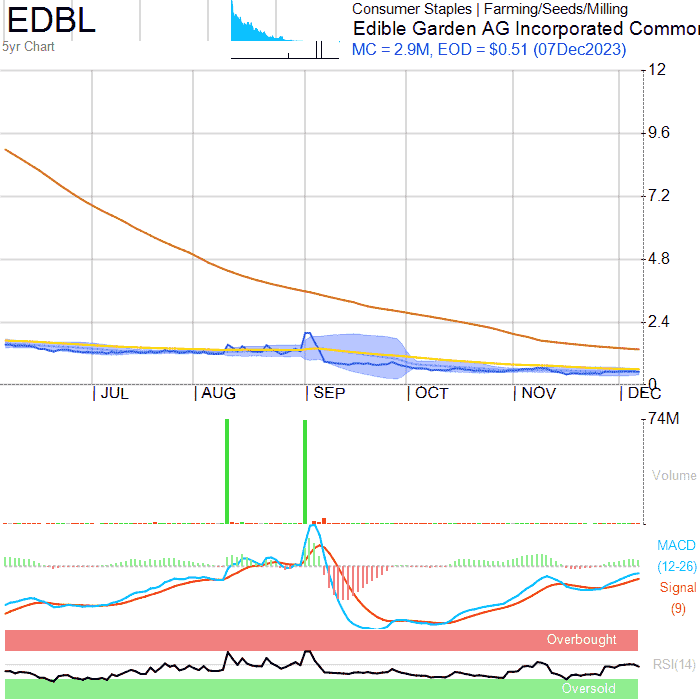 EDBL
5yr Chart
Consumer Staples | Farming/Seeds/Milling
Edible Garden AG Incorporated Common
MC = 2.9M, EOD = $0.51 (07Dec2023)
12
9.6
7.2
4.8
2.4
0
JUL AUG SEP OCT NOV DEC
74M
Volume
MACD
(12-26)
Signal
(9)
Overbought
RSI(14)
Oversold